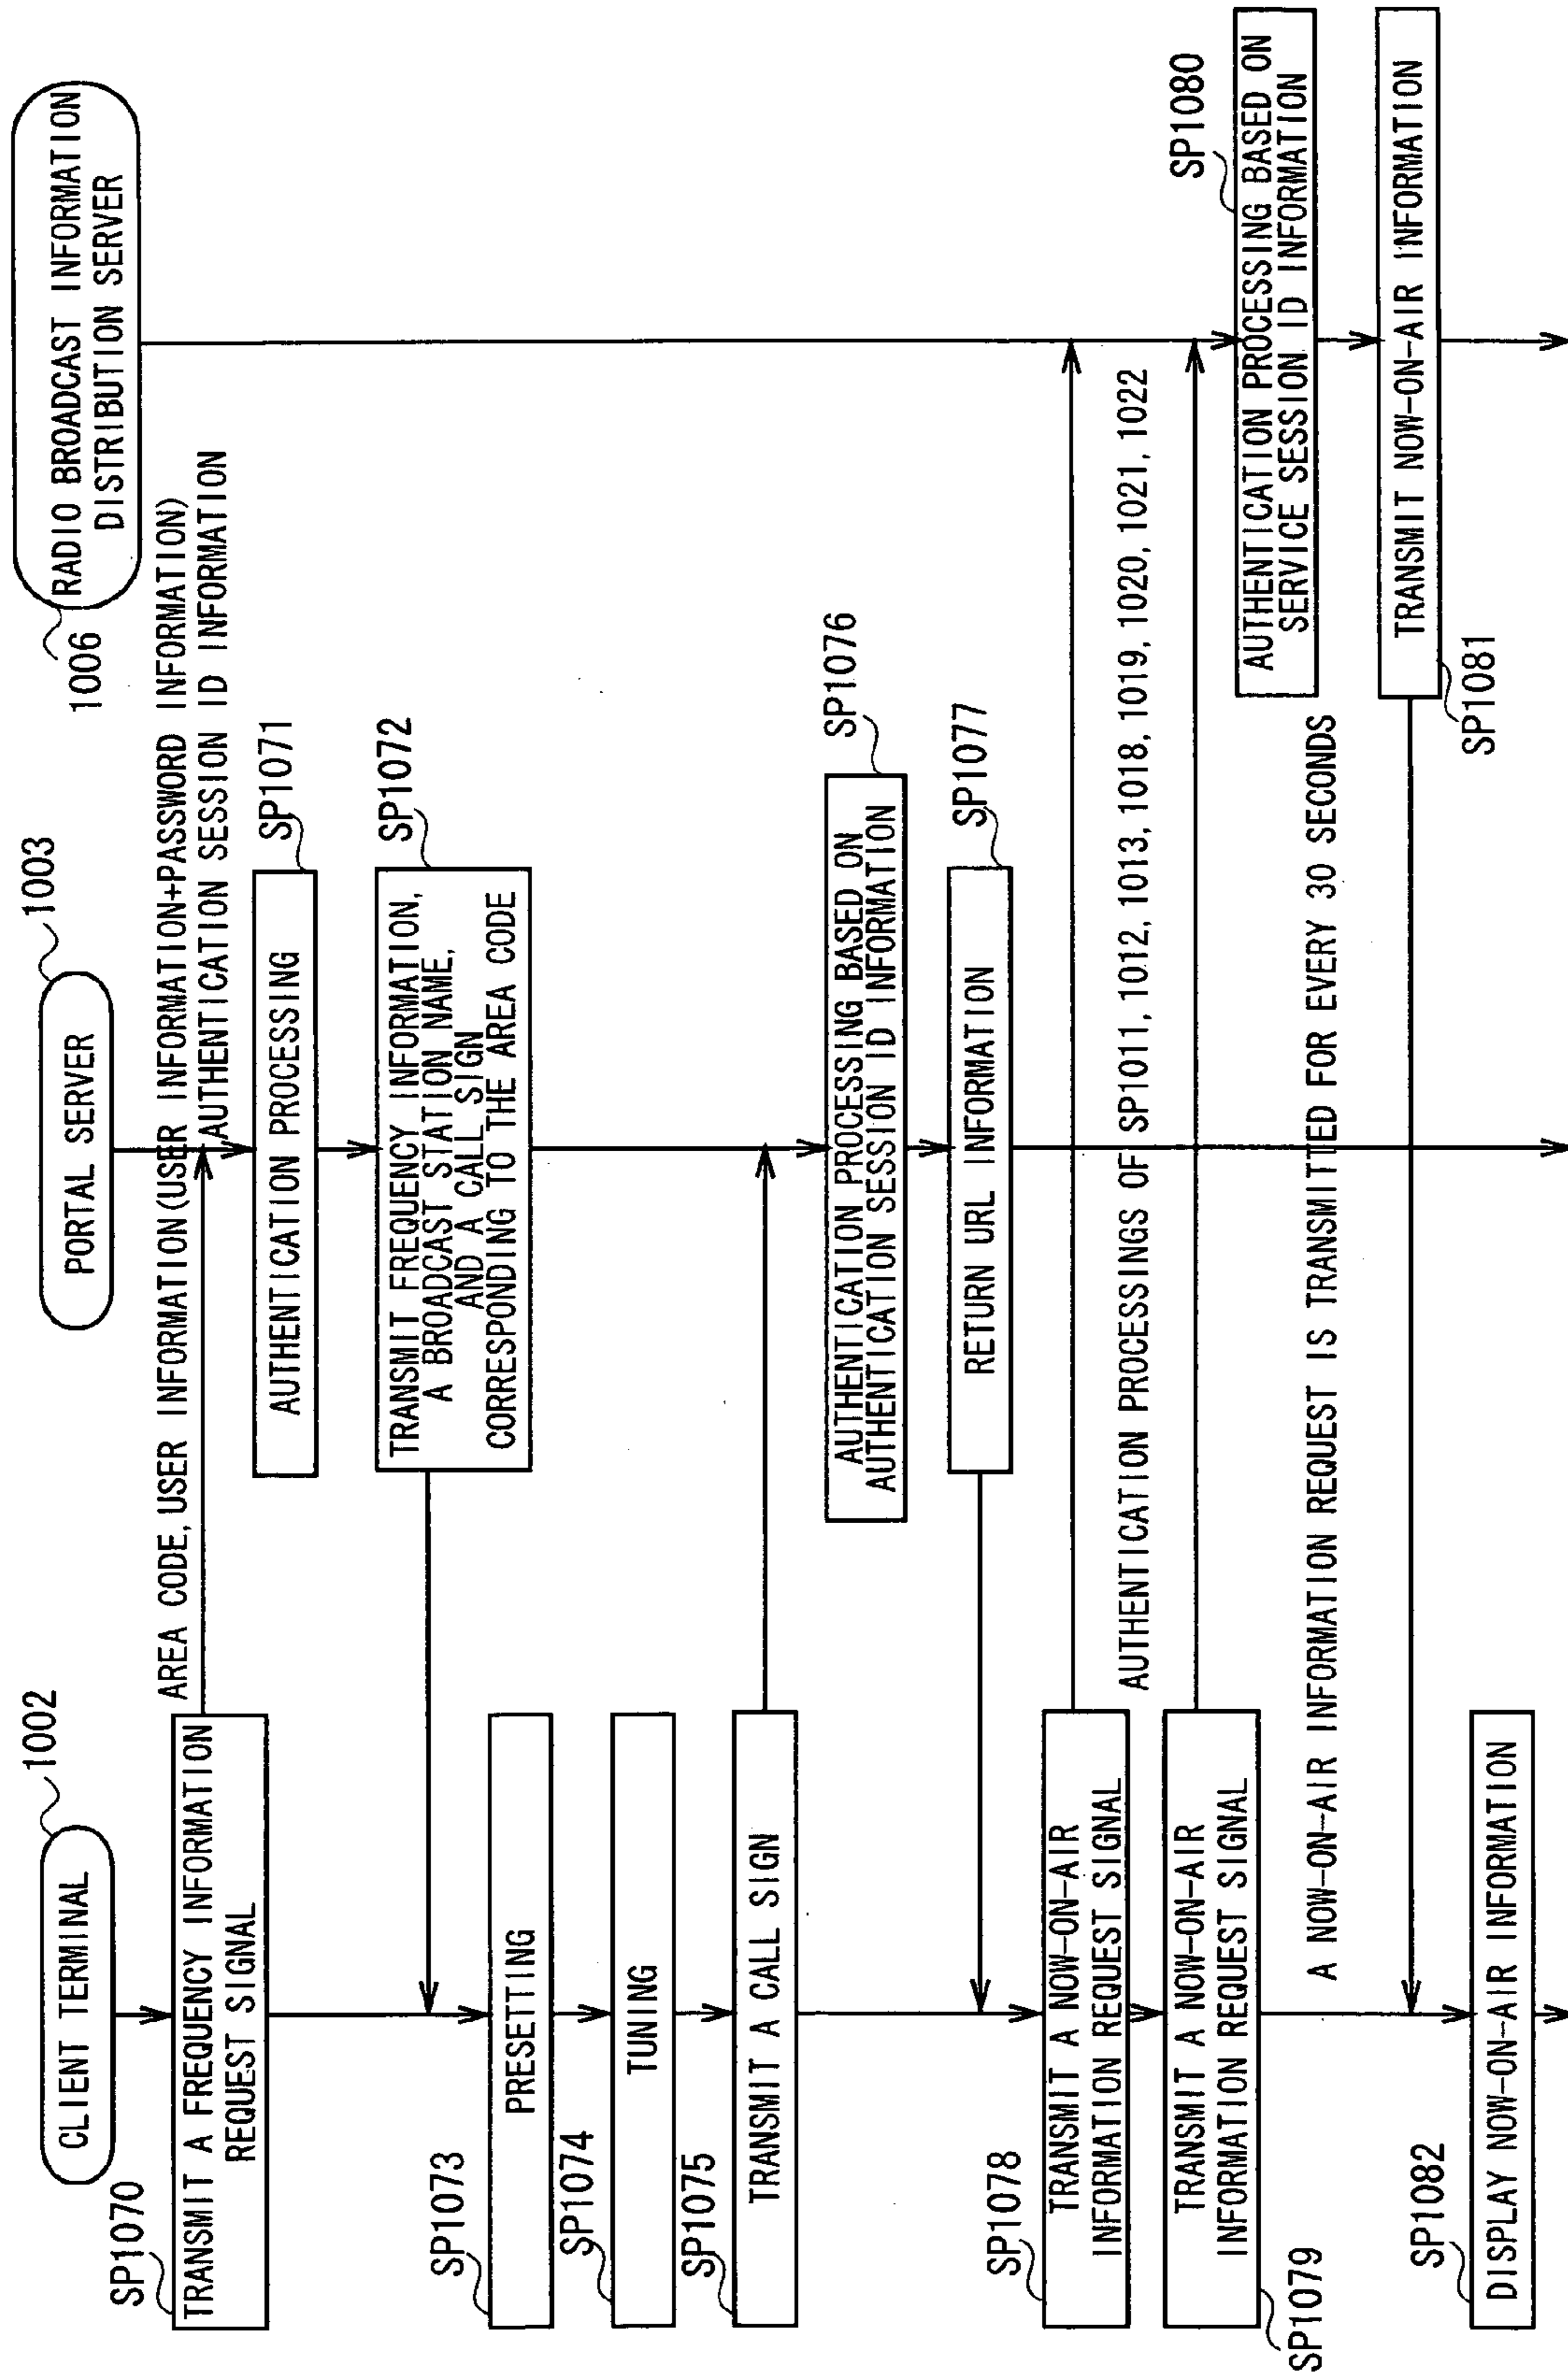 CLIENT TERMINAL
1002
PORTAL SERVER
1003
RADIO BROADCAST INFORMATION
DISTRIBUTION SERVER
1006
SP1070
TRANSMIT A FREQUENCY INFORMATION
REQUEST SIGNAL
AREA CODE, USER INFORMATION(USER INFORMATION+PASSWORD INFORMATION)
AUTHENTICATION SESSION ID INFORMATION
AUTHENTICATION PROCESSING
SP1071
TRANSMIT FREQUENCY INFORMATION,
A BROADCAST STATION NAME,
AND A CALL SIGN
CORRESPONDING TO THE AREA CODE
SP1072
SP1073
PRESETTING
SP1074
TUNING
SP1075
TRANSMIT A CALL SIGN
AUTHENTICATION PROCESSING BASED ON
AUTHENTICATION SESSION ID INFORMATION
SP1076
RETURN URL INFORMATION
SP1077
SP1078
TRANSMIT A NOW-ON-AIR
INFORMATION REQUEST SIGNAL
AUTHENTICATION PROCESSINGS OF SP1011, 1012, 1013, 1018, 1019, 1020, 1021, 1022
TRANSMIT A NOW-ON-AIR
INFORMATION REQUEST SIGNAL
SP1079
SP1080
AUTHENTICATION PROCESSING BASED ON
SERVICE SESSION ID INFORMATION
A NOW-ON-AIR INFORMATION REQUEST IS TRANSMITTED FOR EVERY 30 SECONDS
TRANSMIT NOW-ON-AIR INFORMATION
SP1081
SP1082
DISPLAY NOW-ON-AIR INFORMATION